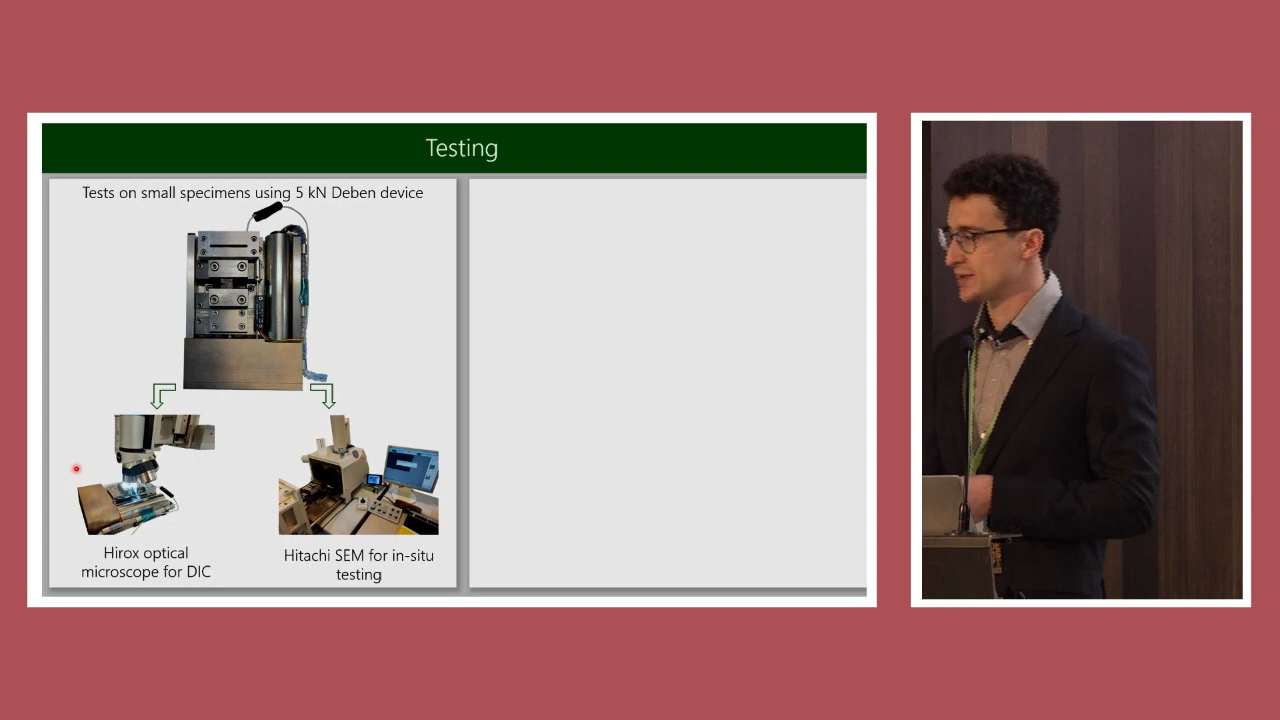 Testing
Tests on small specimens using 5 kN Deben device
Hirox optical
microscope for DIC
Hitachi SEM for in-situ
testing